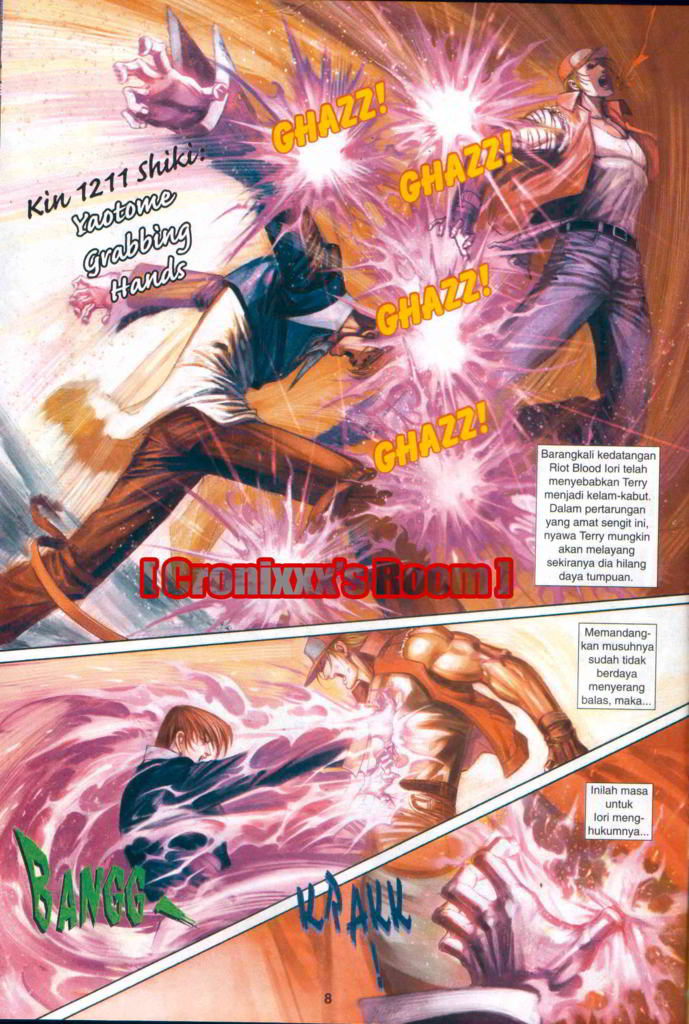 GHAZZ!
GHAZZ!
Kin 1211 Shiki:
Yaotome
Grabbing
Hands
GHAZZ!
GHAZZ!
Barangkali kedatangan
Riot Blood Iori telah
menyebabkan Terry
menjadi kelam-kabut.
Dalam pertarungan
yang amat sengit ini,
nyawa Terry mungkin
akan melayang
sekiranya dia hilang
daya tumpuan.
[ Cronixxx's Room ]
Memandang-
kan musuhnya
sudah tidak
berdaya
menyerang
balas, maka...
Inilah masa
untuk
Iori meng-
hukumnya...
BANGG
KRAKK
!
8